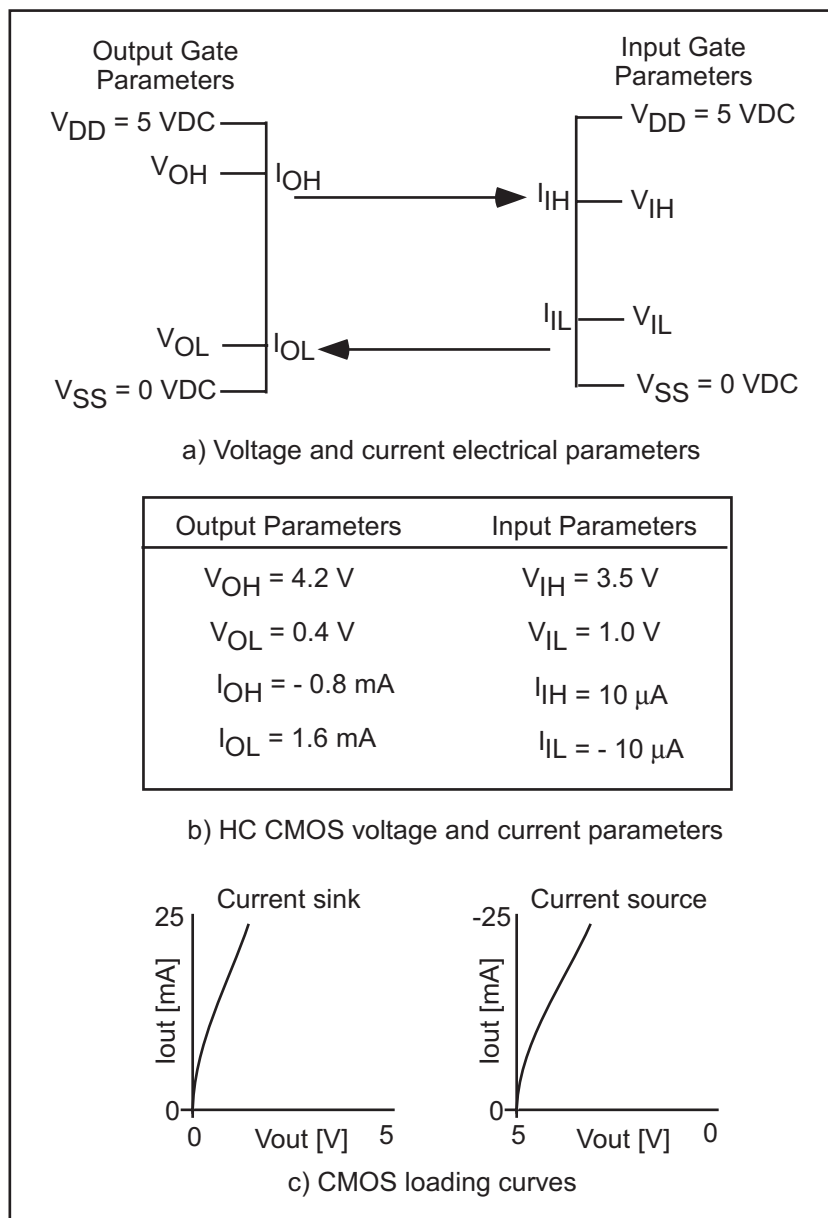 Output Gate
Parameters
Input Gate
Parameters
VDD = 5 VDC
VDD = 5 VDC
VOH
IOH
IIH
VIH
VOL
IOL
IIL
VIL
VSS = 0 VDC
VSS = 0 VDC
a) Voltage and current electrical parameters
Output Parameters
Input Parameters
VOH = 4.2 V
VIH = 3.5 V
VOL = 0.4 V
VIL = 1.0 V
IOH = - 0.8 mA
IIH = 10 μA
IOL = 1.6 mA
IIL = - 10 μA
b) HC CMOS voltage and current parameters
Current sink
25
Iout [mA]
0
0
Vout [V]
5
Current source
-25
Iout [mA]
0
5
Vout [V]
0
c) CMOS loading curves